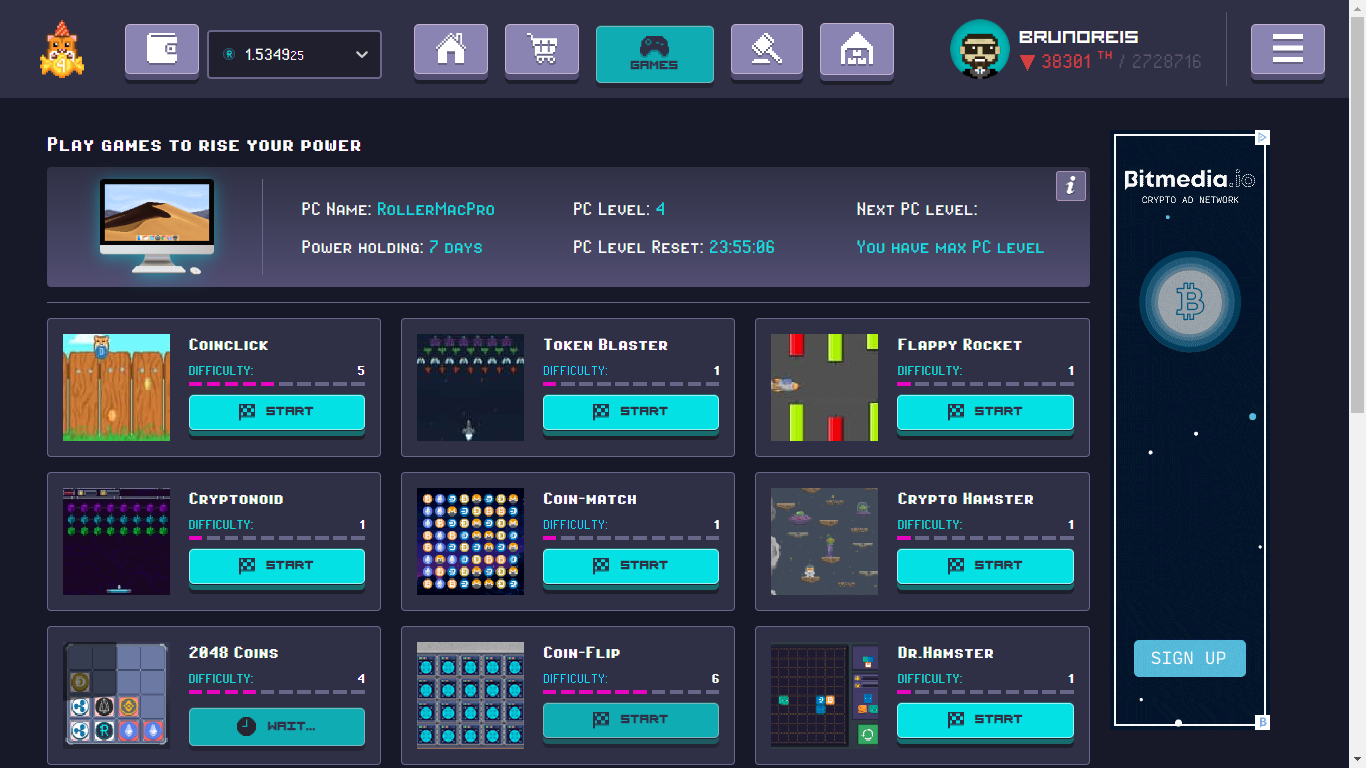 1.534925
GAMES
BRUNOREIS
38301 TH / 2728716
Play games to rise your power
PC Name: RollerMacPro
PC Level: 4
Next PC level:
Power holding: 7 days
PC Level Reset: 23:55:06
You have max PC level
i
Bitmedia.io
CRYPTO AD NETWORK
SIGN UP
Coinclick
Difficulty: 5
START
Token Blaster
Difficulty: 1
START
Flappy Rocket
Difficulty: 1
START
Cryptonoid
Difficulty: 1
START
Coin-match
Difficulty: 1
START
Crypto Hamster
Difficulty: 1
START
2048 Coins
Difficulty: 4
WAIT...
Coin-Flip
Difficulty: 6
START
Dr.Hamster
Difficulty: 1
START